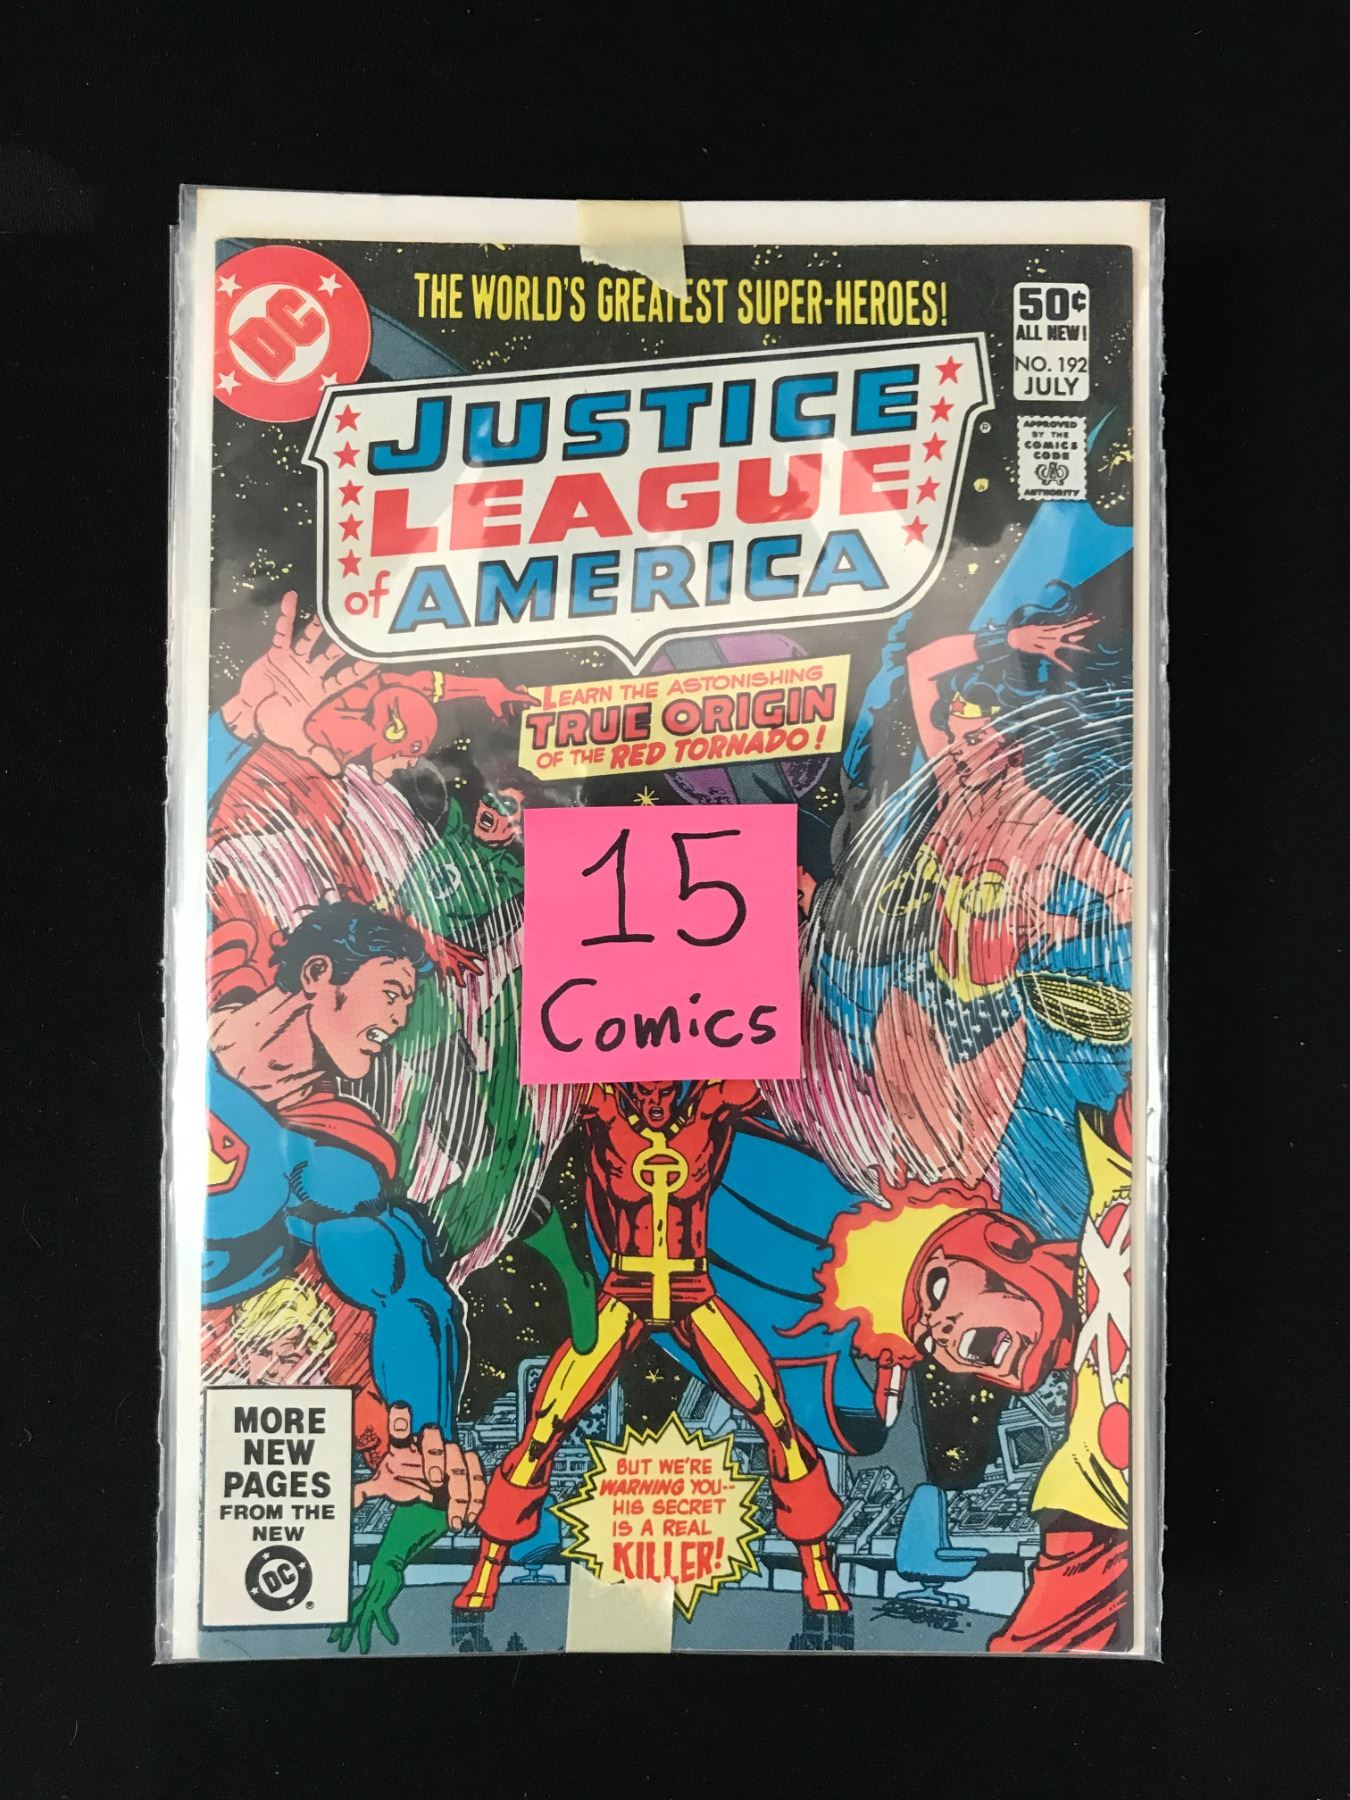 THE WORLD'S GREATEST SUPER-HEROES!
DC
50¢
ALL NEW!
NO. 192
JULY
APPROVED
BY THE
COMICS
CODE
AUTHORITY
JUSTICE
LEAGUE
of AMERICA
®
LEARN THE ASTONISHING
TRUE ORIGIN
OF THE RED TORNADO!
15
Comics
MORE
NEW
PAGES
FROM THE
NEW
DC
®
BUT WE'RE
WARNING YOU--
HIS SECRET
IS A REAL
KILLER!